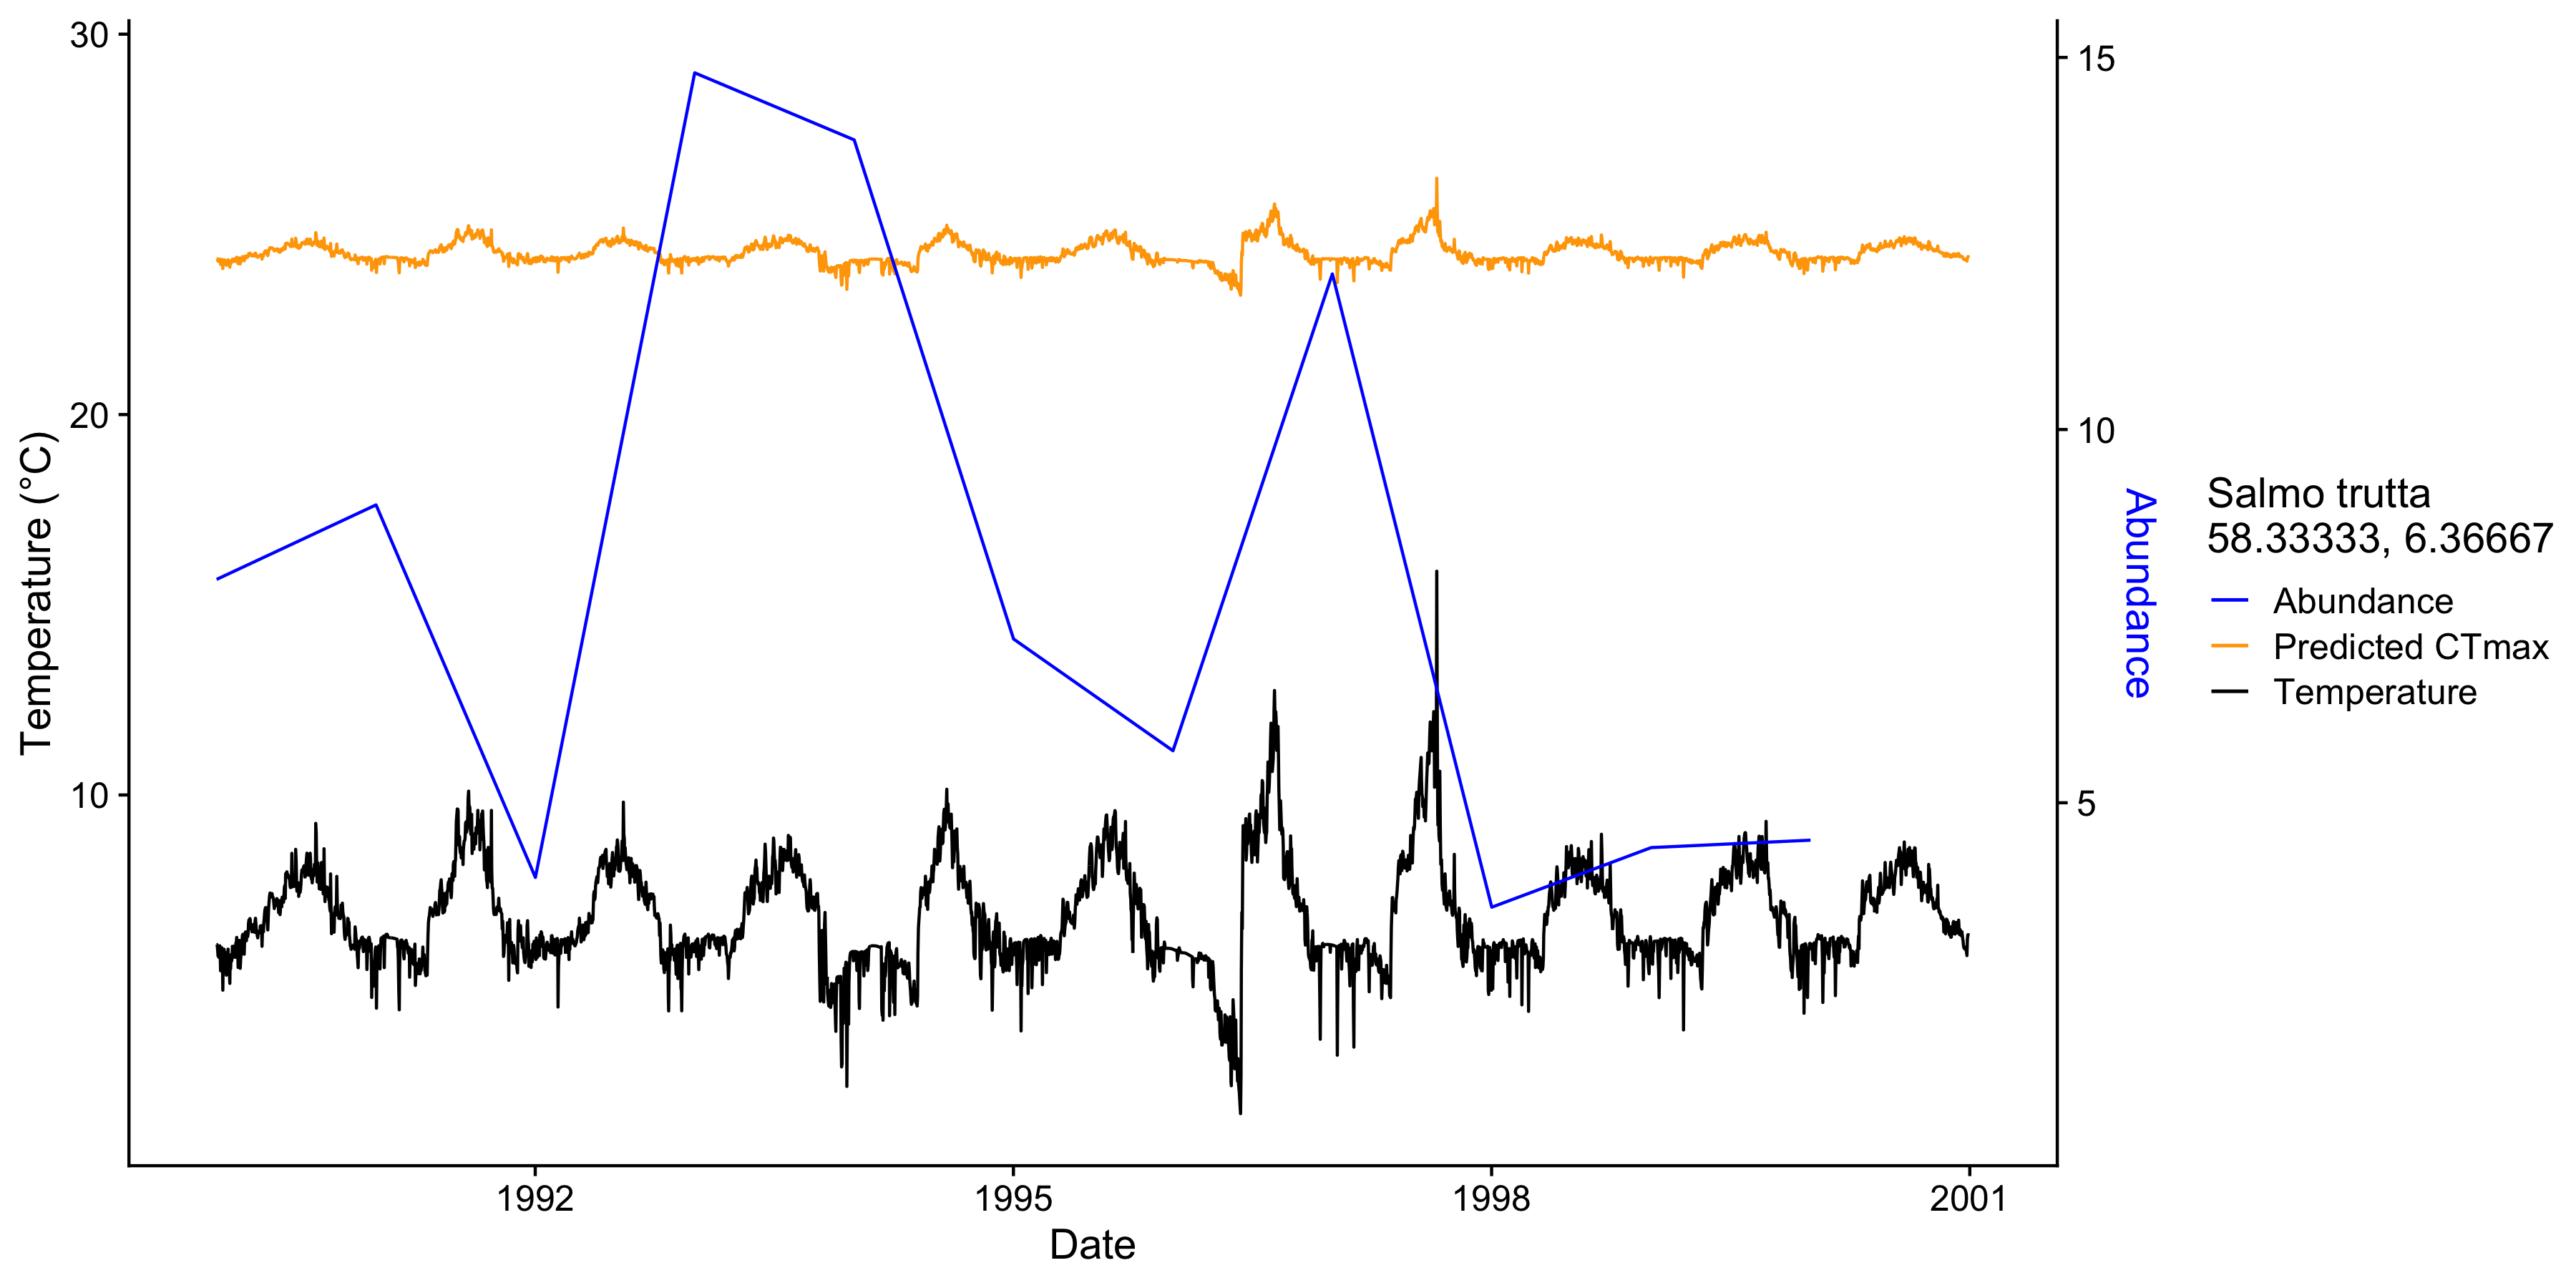 30
20
10
Temperature (°C)
1992
1995
1998
2001
Date
15
10
5
Abundance
Salmo trutta
58.33333, 6.36667
Abundance
Predicted CTmax
Temperature